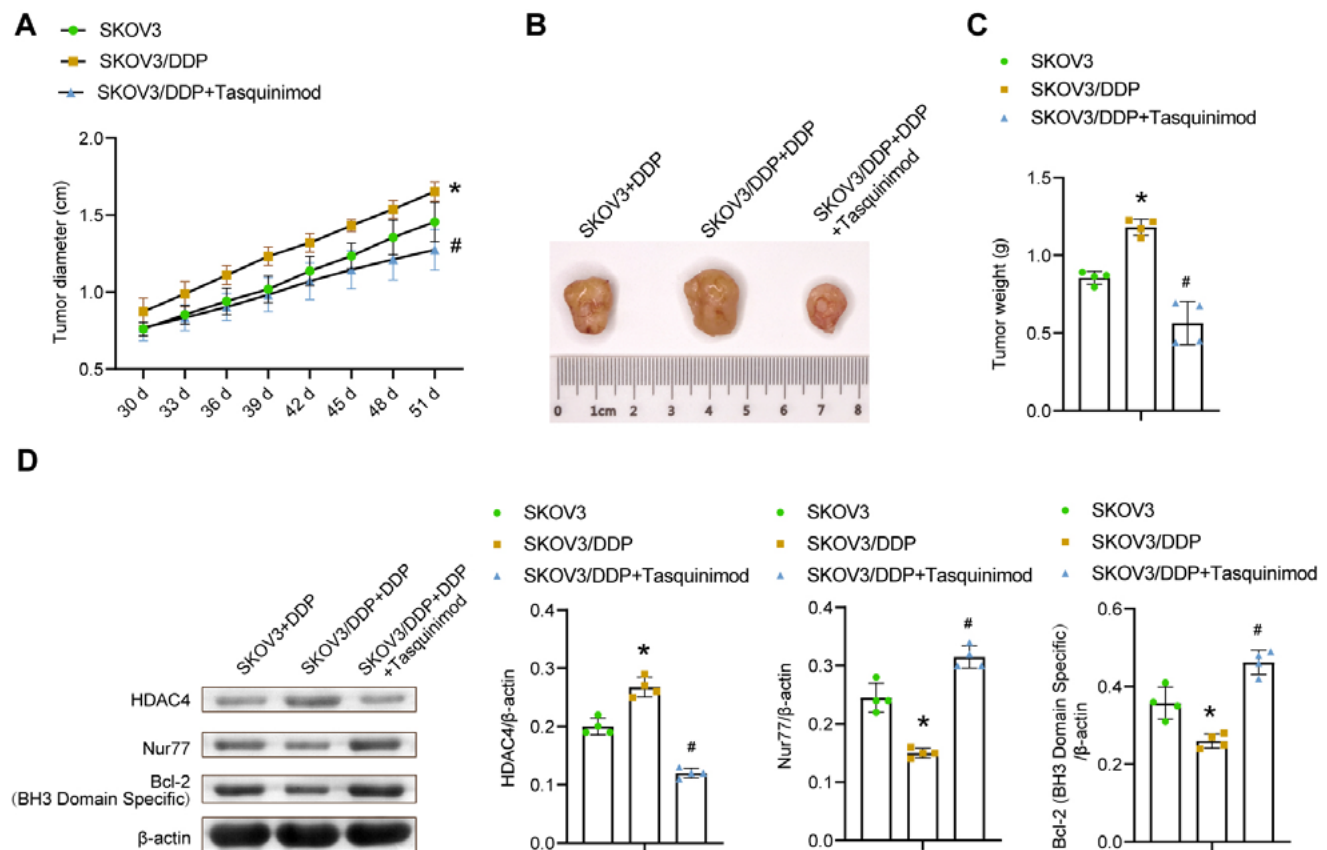 A
SKOV3
SKOV3/DDP
SKOV3/DDP+Tasquinimod
Tumor diameter (cm)
2.0
1.5
1.0
0.5
*
#
30 d
33 d
36 d
39 d
42 d
45 d
48 d
51 d
B
SKOV3+DDP
SKOV3/DDP+DDP
SKOV3/DDP+DDP
+Tasquinimod
0 1cm 2 3 4 5 6 7 8
C
SKOV3
SKOV3/DDP
SKOV3/DDP+Tasquinimod
Tumor weight (g)
1.5
1.0
0.5
0.0
*
#
D
SKOV3+DDP
SKOV3/DDP+DDP
SKOV3/DDP+DDP
+Tasquinimod
HDAC4
Nur77
Bcl-2
(BH3 Domain Specific)
β-actin
SKOV3
SKOV3/DDP
SKOV3/DDP+Tasquinimod
HDAC4/β-actin
0.4
0.3
0.2
0.1
0.0
*
#
SKOV3
SKOV3/DDP
SKOV3/DDP+Tasquinimod
Nur77/β-actin
0.4
0.3
0.2
0.1
0.0
*
#
SKOV3
SKOV3/DDP
SKOV3/DDP+Tasquinimod
Bcl-2 (BH3 Domain Specific)
/β-actin
0.6
0.4
0.2
0.0
*
#